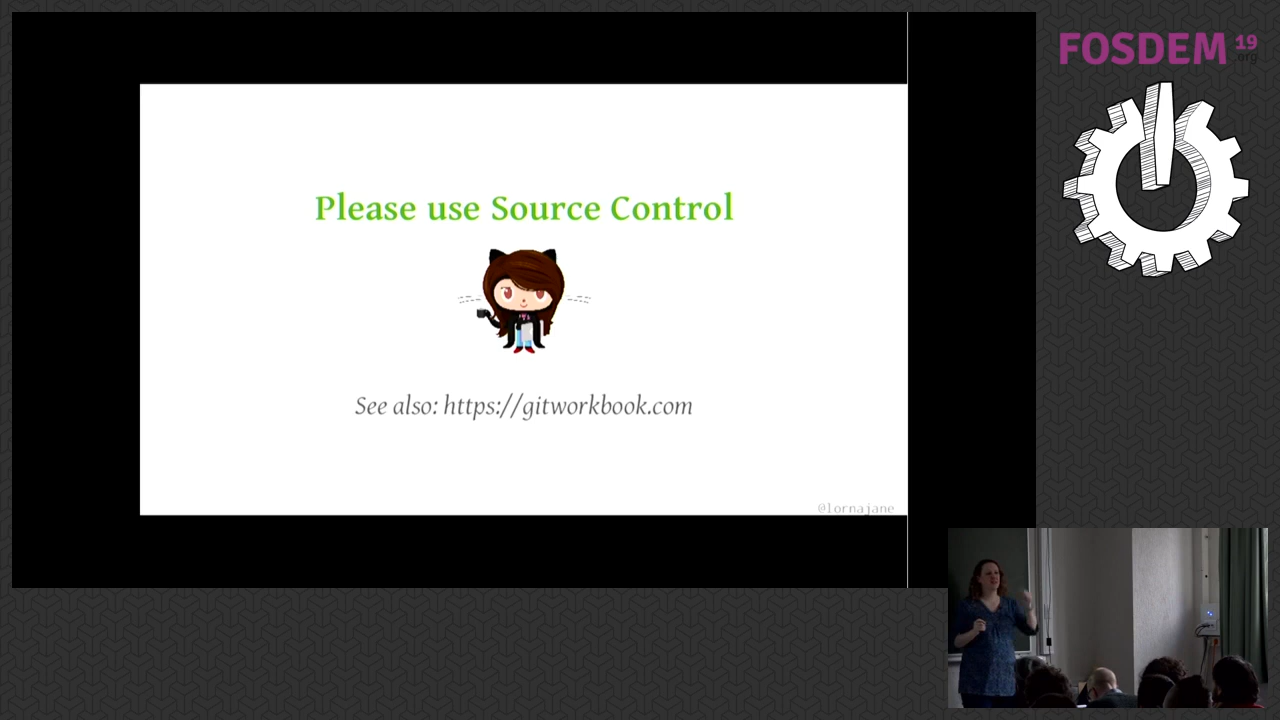 FOSDEM 19
.org
Please use Source Control
See also: https://gitworkbook.com
@lornajane